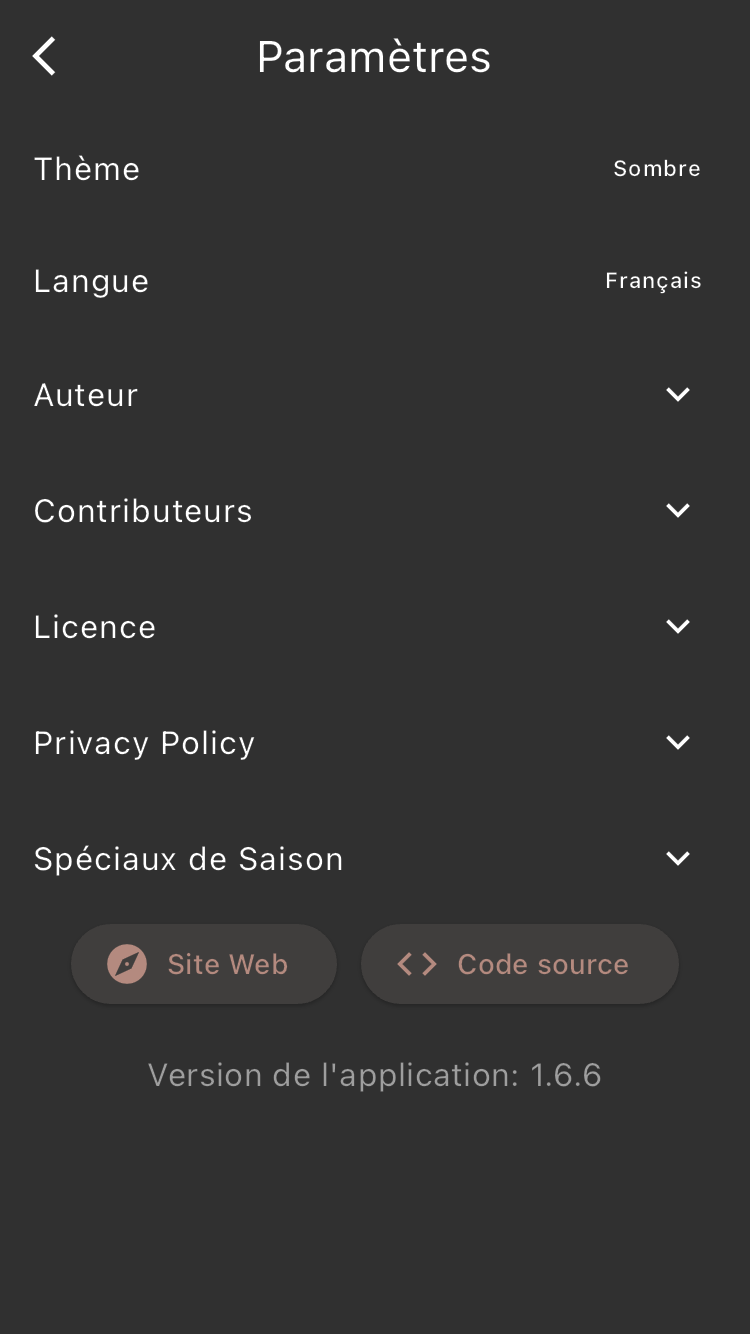 Paramètres
Thème Sombre
Langue Français
Auteur
Contributeurs
Licence
Privacy Policy
Spéciaux de Saison
Site Web Code source
Version de l'application: 1.6.6